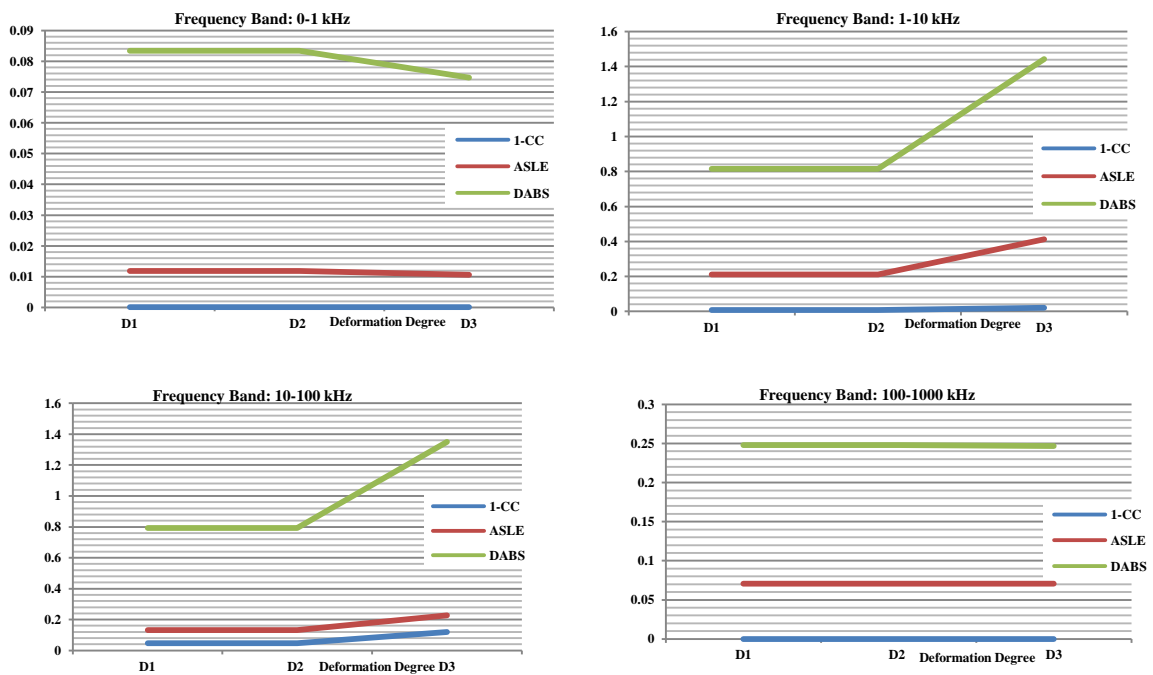 Frequency Band: 0-1 kHz
0.09
0.08
0.07
0.06
0.05
0.04
0.03
0.02
0.01
0
1-CC
ASLE
DABS
D1
D2
Deformation Degree
D3
Frequency Band: 1-10 kHz
1.6
1.4
1.2
1
0.8
0.6
0.4
0.2
0
1-CC
ASLE
DABS
D1
D2
Deformation Degree
D3
Frequency Band: 10-100 kHz
1.6
1.4
1.2
1
0.8
0.6
0.4
0.2
0
1-CC
ASLE
DABS
D1
D2
Deformation Degree
D3
Frequency Band: 100-1000 kHz
0.3
0.25
0.2
0.15
0.1
0.05
0
1-CC
ASLE
DABS
D1
D2
Deformation Degree
D3